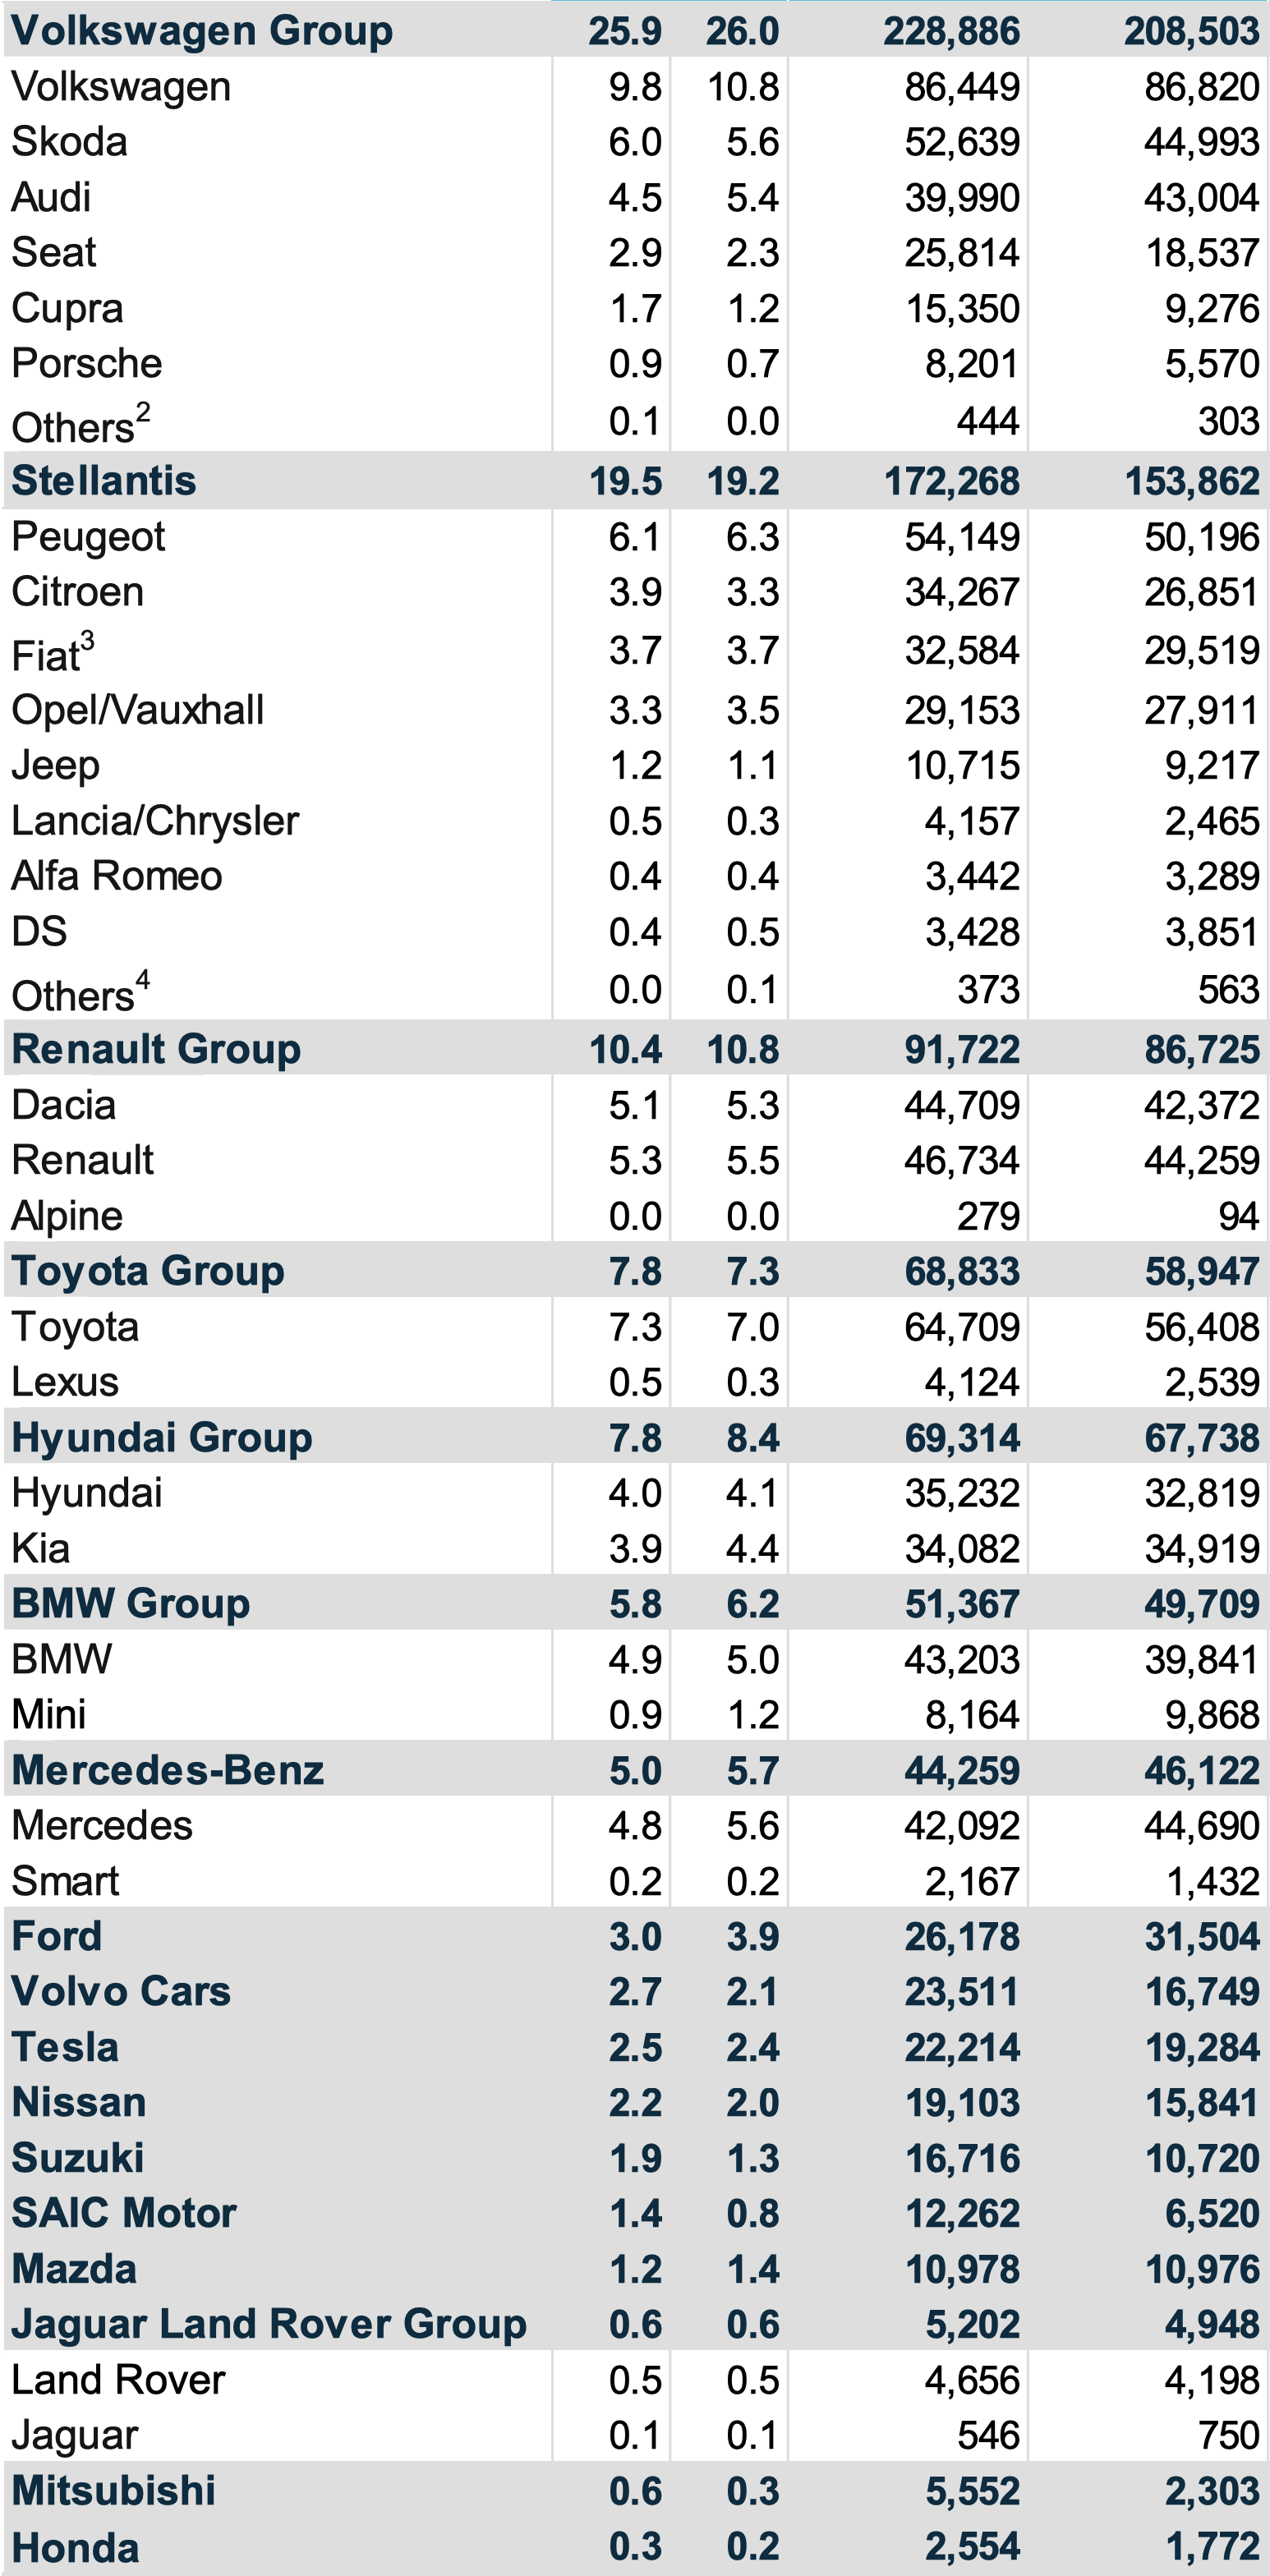 Volkswagen Group 25.9 26.0 228,886 208,503
Volkswagen 9.8 10.8 86,449 86,820
Skoda 6.0 5.6 52,639 44,993
Audi 4.5 5.4 39,990 43,004
Seat 2.9 2.3 25,814 18,537
Cupra 1.7 1.2 15,350 9,276
Porsche 0.9 0.7 8,201 5,570
Others² 0.1 0.0 444 303
Stellantis 19.5 19.2 172,268 153,862
Peugeot 6.1 6.3 54,149 50,196
Citroen 3.9 3.3 34,267 26,851
Fiat³ 3.7 3.7 32,584 29,519
Opel/Vauxhall 3.3 3.5 29,153 27,911
Jeep 1.2 1.1 10,715 9,217
Lancia/Chrysler 0.5 0.3 4,157 2,465
Alfa Romeo 0.4 0.4 3,442 3,289
DS 0.4 0.5 3,428 3,851
Others⁴ 0.0 0.1 373 563
Renault Group 10.4 10.8 91,722 86,725
Dacia 5.1 5.3 44,709 42,372
Renault 5.3 5.5 46,734 44,259
Alpine 0.0 0.0 279 94
Toyota Group 7.8 7.3 68,833 58,947
Toyota 7.3 7.0 64,709 56,408
Lexus 0.5 0.3 4,124 2,539
Hyundai Group 7.8 8.4 69,314 67,738
Hyundai 4.0 4.1 35,232 32,819
Kia 3.9 4.4 34,082 34,919
BMW Group 5.8 6.2 51,367 49,709
BMW 4.9 5.0 43,203 39,841
Mini 0.9 1.2 8,164 9,868
Mercedes-Benz 5.0 5.7 44,259 46,122
Mercedes 4.8 5.6 42,092 44,690
Smart 0.2 0.2 2,167 1,432
Ford 3.0 3.9 26,178 31,504
Volvo Cars 2.7 2.1 23,511 16,749
Tesla 2.5 2.4 22,214 19,284
Nissan 2.2 2.0 19,103 15,841
Suzuki 1.9 1.3 16,716 10,720
SAIC Motor 1.4 0.8 12,262 6,520
Mazda 1.2 1.4 10,978 10,976
Jaguar Land Rover Group 0.6 0.6 5,202 4,948
Land Rover 0.5 0.5 4,656 4,198
Jaguar 0.1 0.1 546 750
Mitsubishi 0.6 0.3 5,552 2,303
Honda 0.3 0.2 2,554 1,772